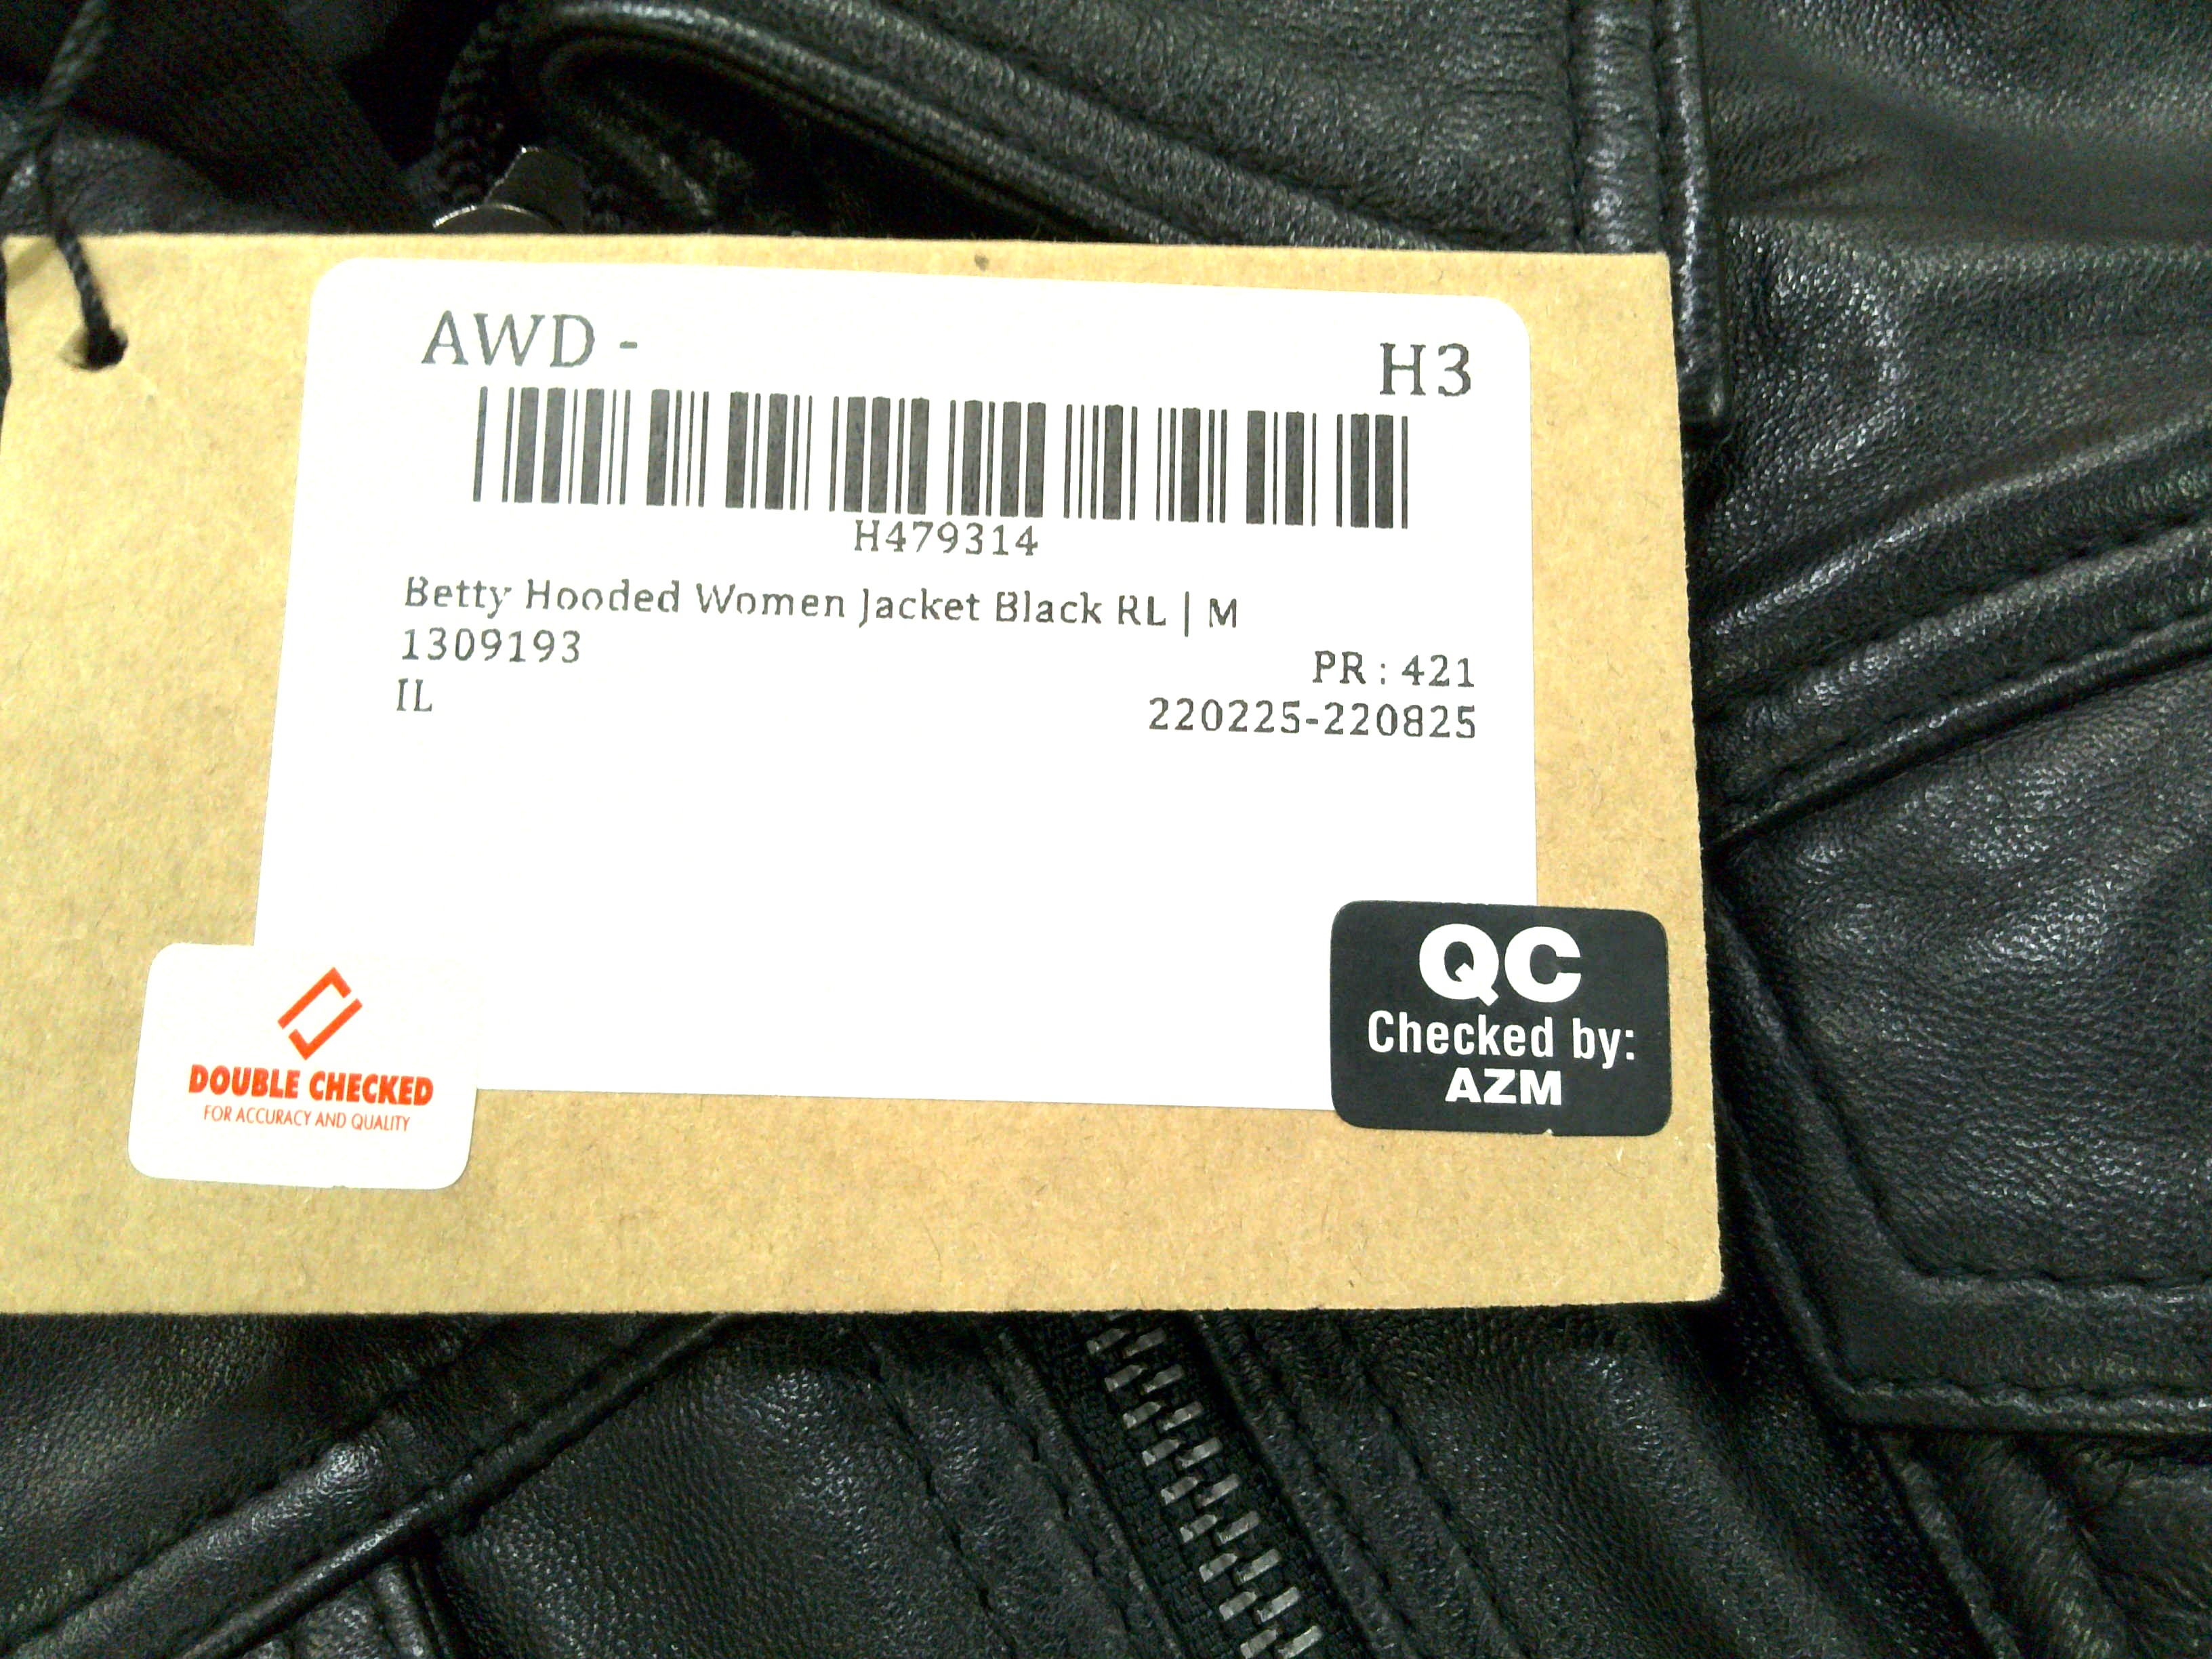 AWD - H3
H479314
Betty Hooded Women Jacket Black RL | M
1309193 PR : 421
IL 220225-220825
DOUBLE CHECKED
FOR ACCURACY AND QUALITY
QC
Checked by:
AZM